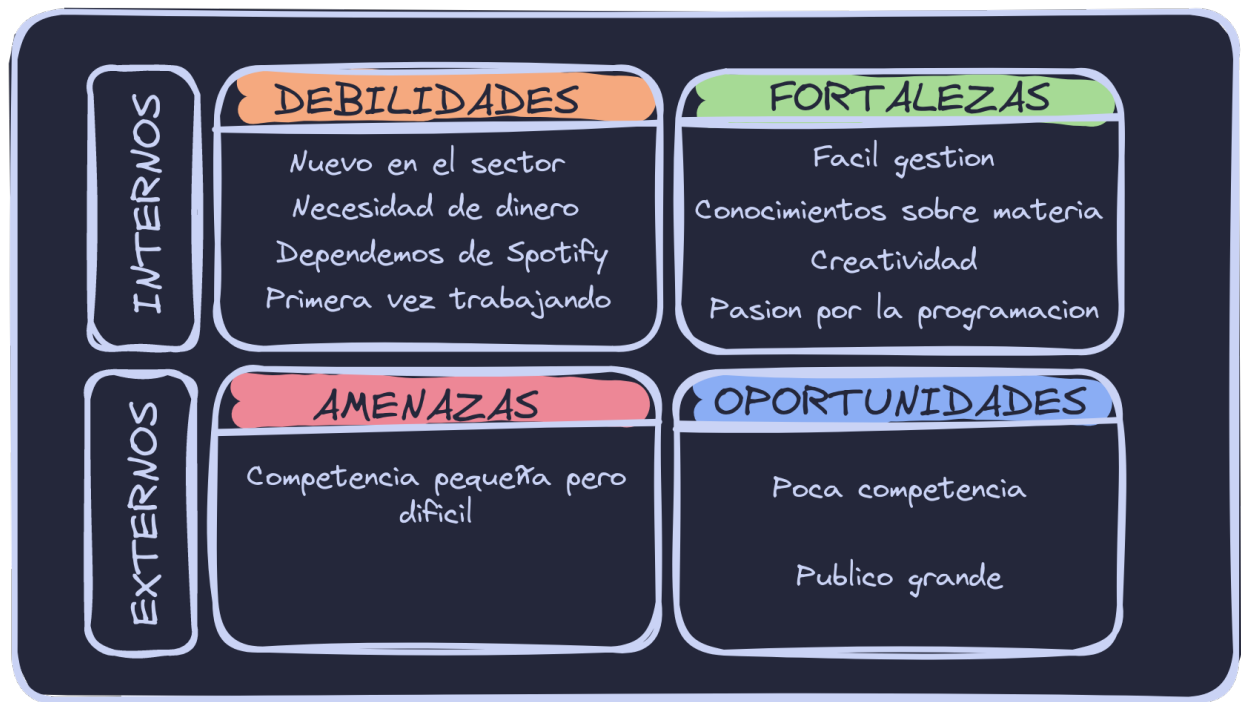 INTERNOS
DEBILIDADES
Nuevo en el sector
Necesidad de dinero
Dependemos de Spotify
Primera vez trabajando
FORTALEZAS
Facil gestion
Conocimientos sobre materia
Creatividad
Pasion por la programacion
EXTERNOS
AMENAZAS
Competencia pequeña pero
dificil
OPORTUNIDADES
Poca competencia
Publico grande